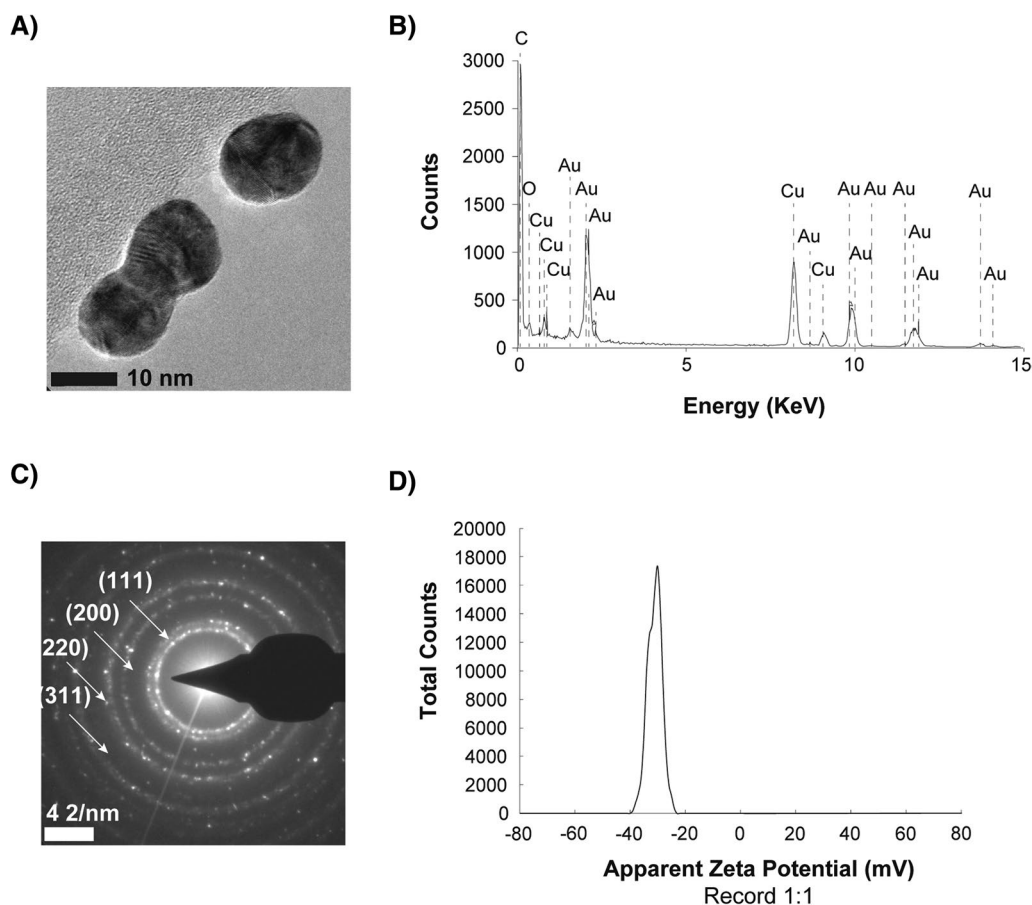 A)
10 nm
B)
C
3000
2500
2000
1500
1000
500
0
Counts
O
Cu
Cu
Cu
Au
Au
Au
Au
Cu
Au
Cu
Au
Au
Au
Au
Au
Au
Au
Au
0
5
10
15
Energy (KeV)
C)
(111)
(200)
220)
(311)
4 2/nm
D)
20000
18000
16000
14000
12000
10000
8000
6000
4000
2000
0
Total Counts
-80
-60
-40
-20
0
20
40
60
80
Apparent Zeta Potential (mV)
Record 1:1